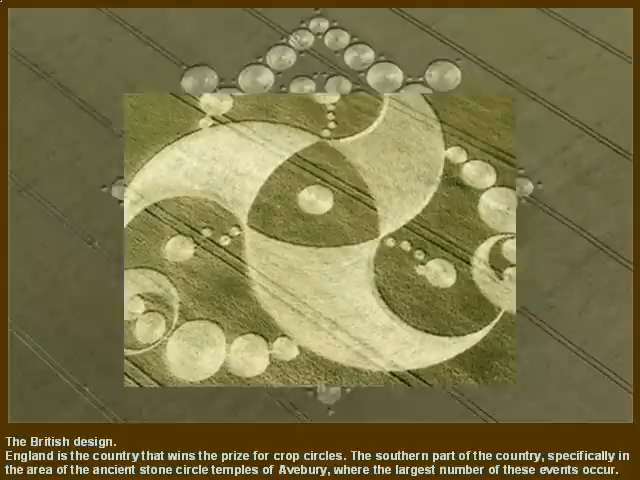 The British design.
England is the country that wins the prize for crop circles. The southern part of the country, specifically in
the area of the ancient stone circle temples of Avebury, where the largest number of these events occur.